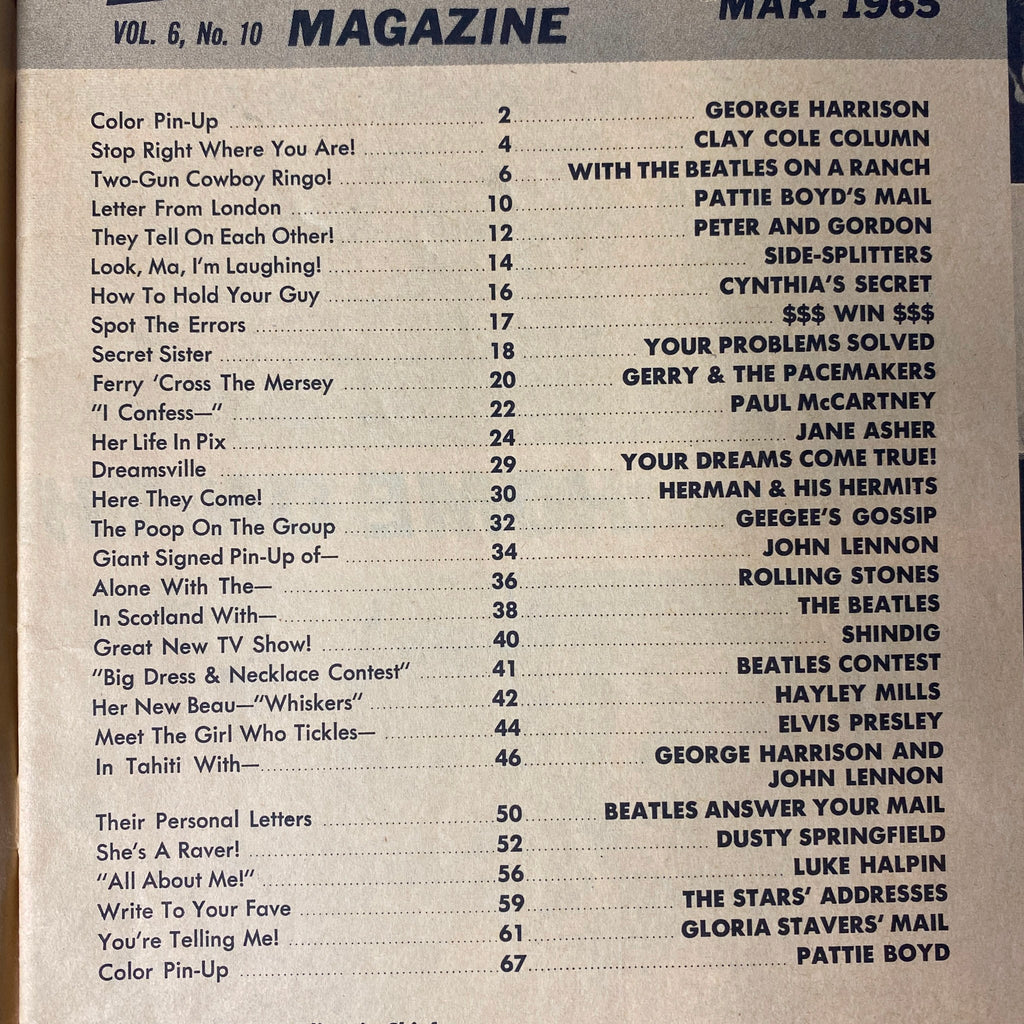 VOL. 6, No. 10 MAGAZINE MAR. 1965
Color Pin-Up 2 GEORGE HARRISON
Stop Right Where You Are! 4 CLAY COLE COLUMN
Two-Gun Cowboy Ringo! 6 WITH THE BEATLES ON A RANCH
Letter From London 10 PATTIE BOYD'S MAIL
They Tell On Each Other! 12 PETER AND GORDON
Look, Ma, I'm Laughing! 14 SIDE-SPLITTERS
How To Hold Your Guy 16 CYNTHIA'S SECRET
Spot The Errors 17 $$$ WIN $$$
Secret Sister 18 YOUR PROBLEMS SOLVED
Ferry 'Cross The Mersey 20 GERRY & THE PACEMAKERS
"I Confess—" 22 PAUL McCARTNEY
Her Life In Pix 24 JANE ASHER
Dreamsville 29 YOUR DREAMS COME TRUE!
Here They Come! 30 HERMAN & HIS HERMITS
The Poop On The Group 32 GEEGEE'S GOSSIP
Giant Signed Pin-Up of— 34 JOHN LENNON
Alone With The— 36 ROLLING STONES
In Scotland With— 38 THE BEATLES
Great New TV Show! 40 SHINDIG
"Big Dress & Necklace Contest" 41 BEATLES CONTEST
Her New Beau—"Whiskers" 42 HAYLEY MILLS
Meet The Girl Who Tickles— 44 ELVIS PRESLEY
In Tahiti With— 46 GEORGE HARRISON AND
JOHN LENNON
Their Personal Letters 50 BEATLES ANSWER YOUR MAIL
She's A Raver! 52 DUSTY SPRINGFIELD
"All About Me!" 56 LUKE HALPIN
Write To Your Fave 59 THE STARS' ADDRESSES
You're Telling Me! 61 GLORIA STAVERS' MAIL
Color Pin-Up 67 PATTIE BOYD